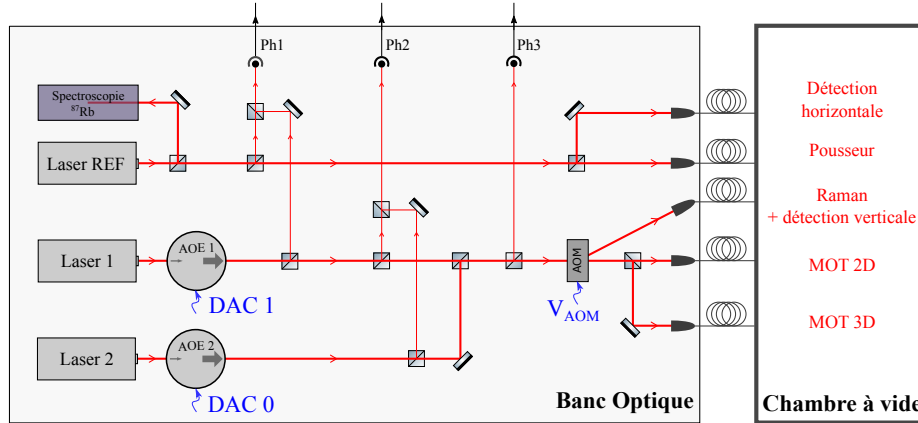 Ph1
Ph2
Ph3
Spectroscopie
⁸⁷Rb
Laser REF
Laser 1
AOE 1
DAC 1
Laser 2
AOE 2
DAC 0
AOM
V_AOM
Banc Optique
Détection
horizontale
Pousseur
Raman
+ détection verticale
MOT 2D
MOT 3D
Chambre à vide